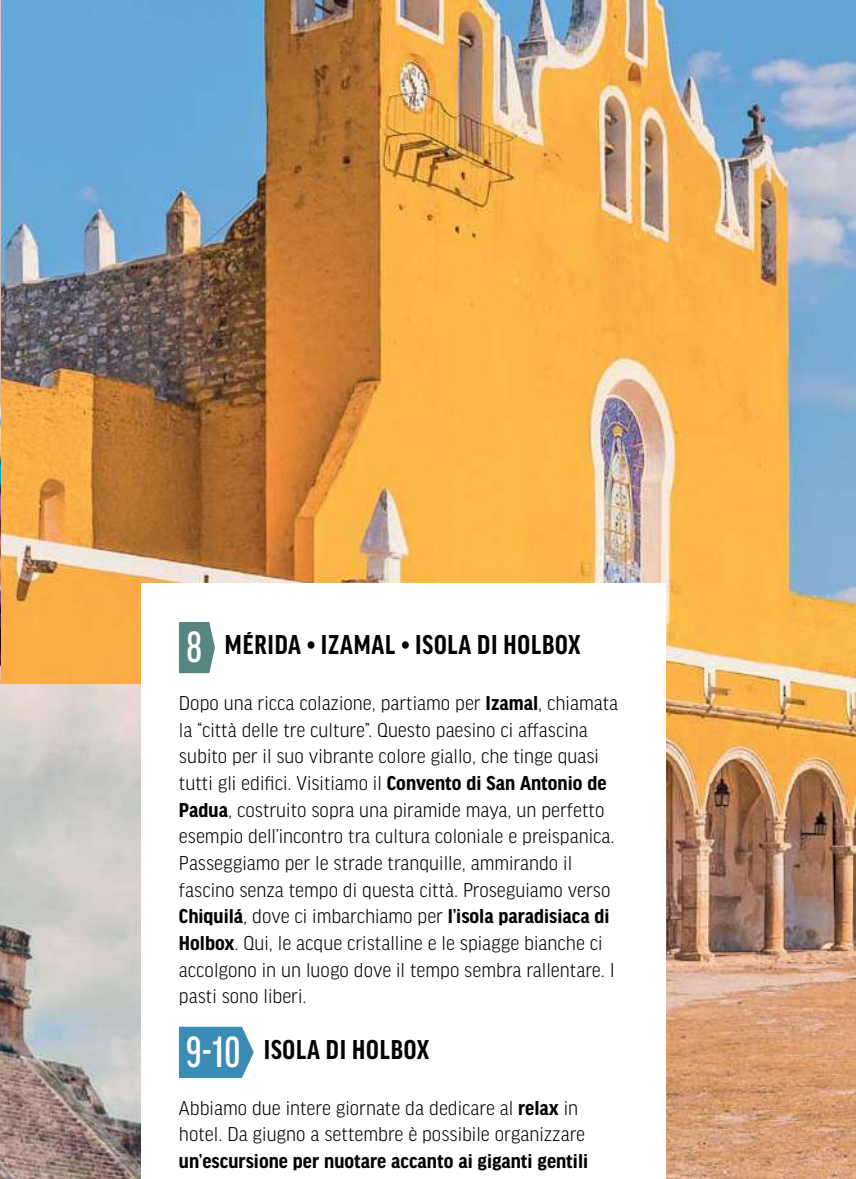 8 MÉRIDA • IZAMAL • ISOLA DI HOLBOX
Dopo una ricca colazione, partiamo per Izamal, chiamata
la “città delle tre culture”. Questo paesino ci affascina
subito per il suo vibrante colore giallo, che tinge quasi
tutti gli edifici. Visitiamo il Convento di San Antonio de
Padua, costruito sopra una piramide maya, un perfetto
esempio dell’incontro tra cultura coloniale e preispanica.
Passeggiamo per le strade tranquille, ammirando il
fascino senza tempo di questa città. Proseguiamo verso
Chiquilá, dove ci imbarchiamo per l’isola paradisiaca di
Holbox. Qui, le acque cristalline e le spiagge bianche ci
accolgono in un luogo dove il tempo sembra rallentare. I
pasti sono liberi.
9-10 ISOLA DI HOLBOX
Abbiamo due intere giornate da dedicare al relax in
hotel. Da giugno a settembre è possibile organizzare
un’escursione per nuotare accanto ai giganti gentili